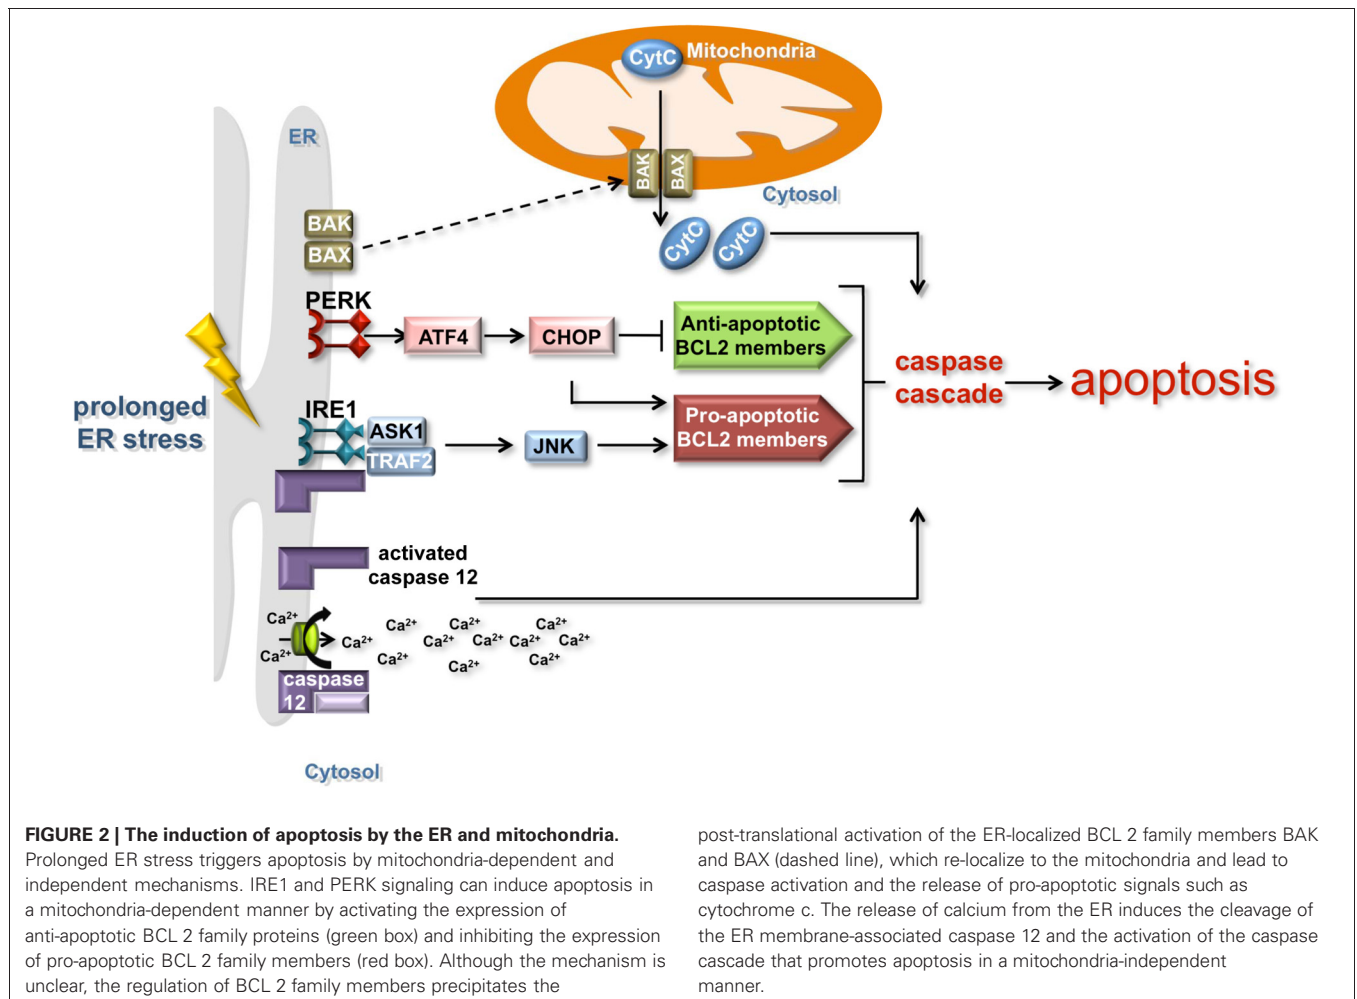 CytC Mitochondria
ER
BAK BAX
Cytosol
BAK
BAX
CytC CytC
PERK
ATF4
CHOP
Anti-apoptotic
BCL2 members
caspase
cascade
apoptosis
prolonged
ER stress
IRE1
ASK1
TRAF2
JNK
Pro-apoptotic
BCL2 members
activated
caspase 12
Ca²⁺
Ca²⁺
Ca²⁺
Ca²⁺
Ca²⁺
Ca²⁺
Ca²⁺
Ca²⁺
Ca²⁺
Ca²⁺
Ca²⁺
Ca²⁺
Ca²⁺
caspase
12
Cytosol
FIGURE 2 | The induction of apoptosis by the ER and mitochondria.
Prolonged ER stress triggers apoptosis by mitochondria-dependent and
independent mechanisms. IRE1 and PERK signaling can induce apoptosis in
a mitochondria-dependent manner by activating the expression of
anti-apoptotic BCL 2 family proteins (green box) and inhibiting the expression
of pro-apoptotic BCL 2 family members (red box). Although the mechanism is
unclear, the regulation of BCL 2 family members precipitates the
post-translational activation of the ER-localized BCL 2 family members BAK
and BAX (dashed line), which re-localize to the mitochondria and lead to
caspase activation and the release of pro-apoptotic signals such as
cytochrome c. The release of calcium from the ER induces the cleavage of
the ER membrane-associated caspase 12 and the activation of the caspase
cascade that promotes apoptosis in a mitochondria-independent
manner.